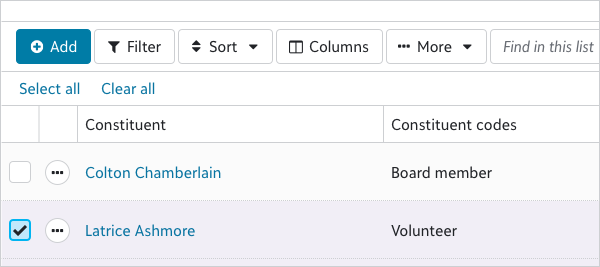 Add Filter Sort Columns More Find in this list
Select all Clear all
Constituent Constituent codes
Colton Chamberlain Board member
Latrice Ashmore Volunteer